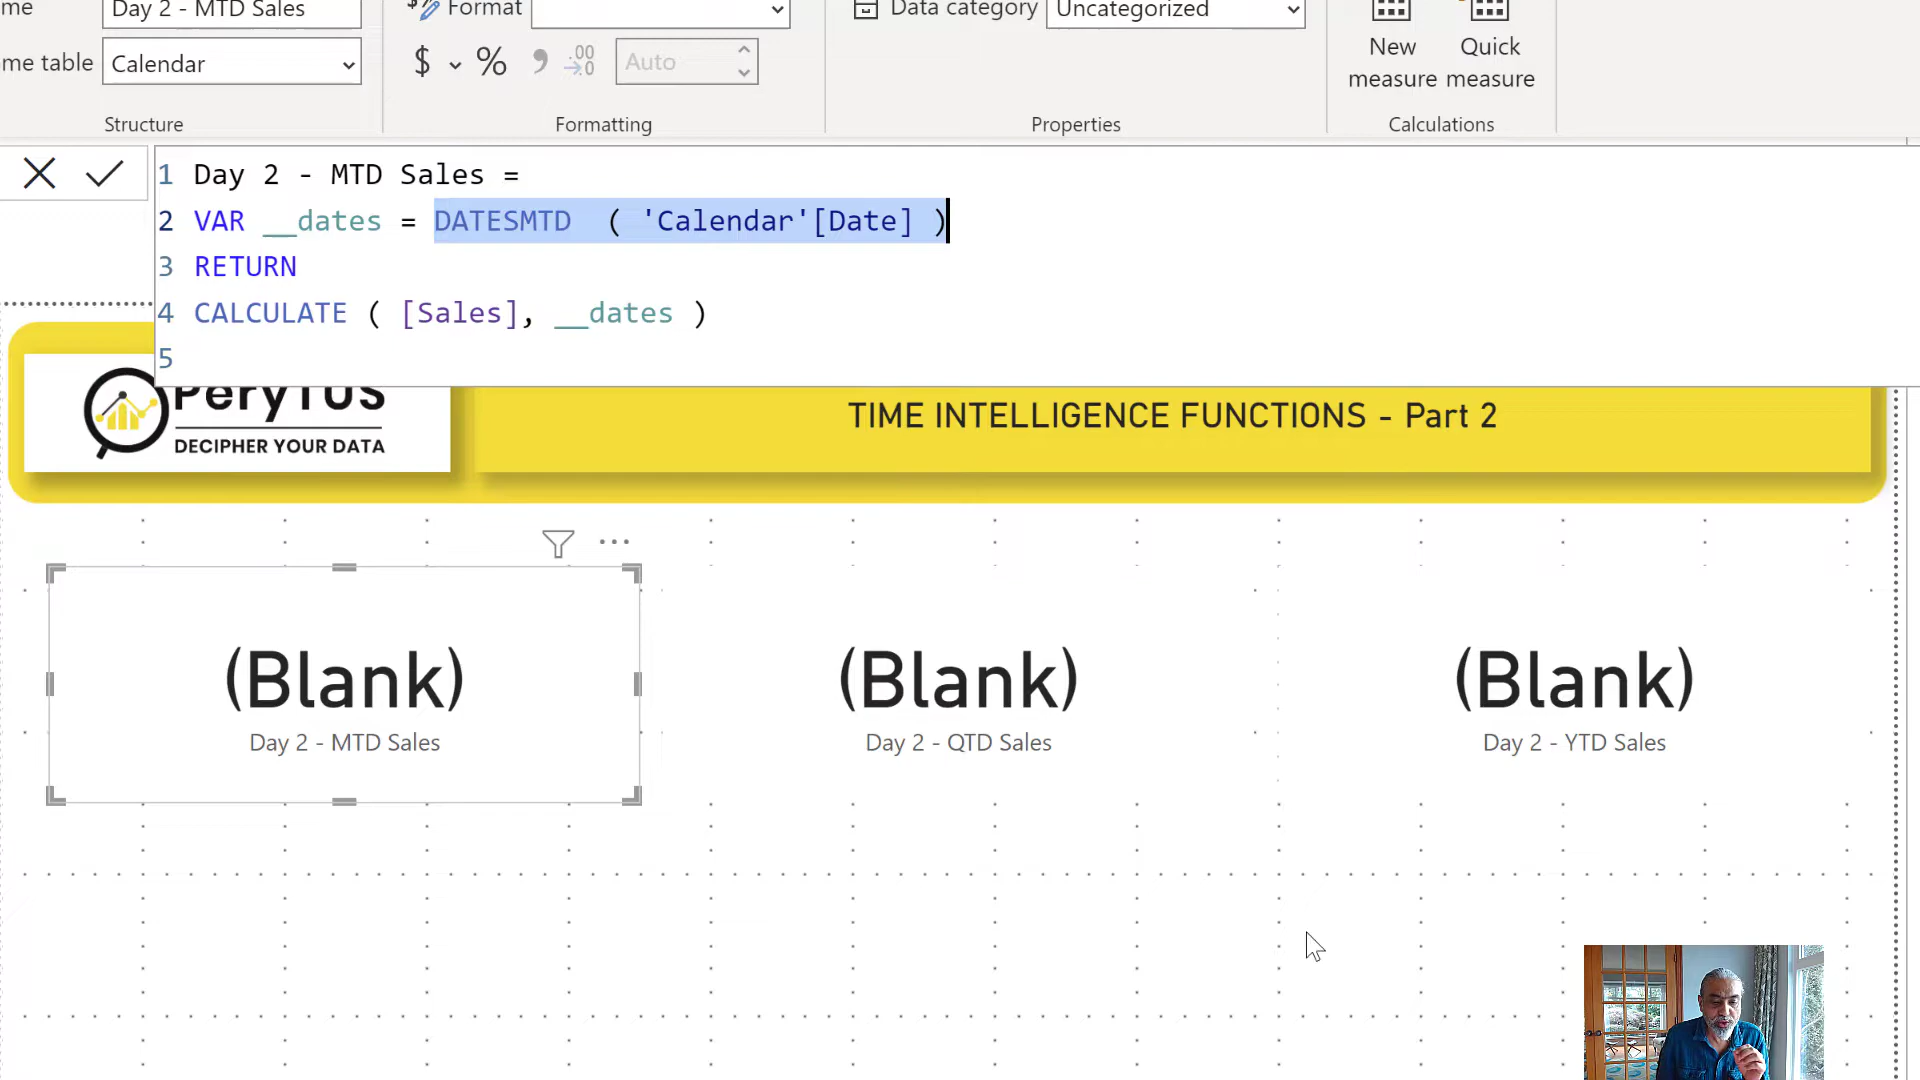 me Day 2 - MTD Sales Format Data category Uncategorized
me table Calendar $ % , .00 →.0 Auto New measure Quick measure
Structure Formatting Properties Calculations
1 Day 2 - MTD Sales =
2 VAR __dates = DATESMTD ( 'Calendar'[Date] )
3 RETURN
4 CALCULATE ( [Sales], __dates )
5
PeryTUS
DECIPHER YOUR DATA
TIME INTELLIGENCE FUNCTIONS - Part 2
(Blank) (Blank) (Blank)
Day 2 - MTD Sales Day 2 - QTD Sales Day 2 - YTD Sales